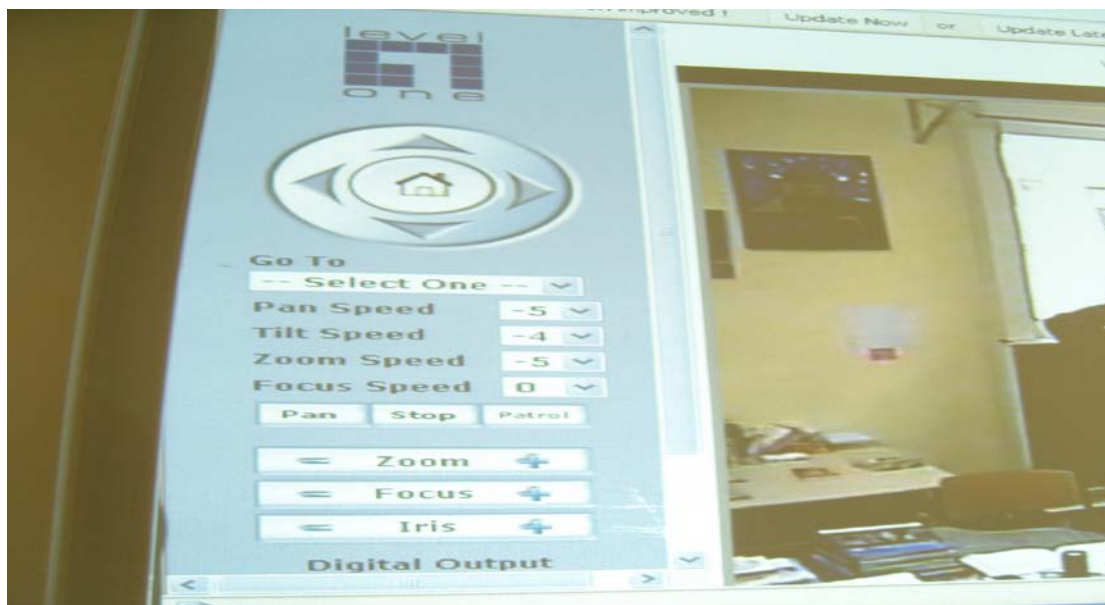 Update Now or Update Late
level
one
Go To
-- Select One --
Pan Speed -5
Tilt Speed -4
Zoom Speed -5
Focus Speed 0
Pan Stop Patrol
Zoom
Focus
Iris
Digital Output